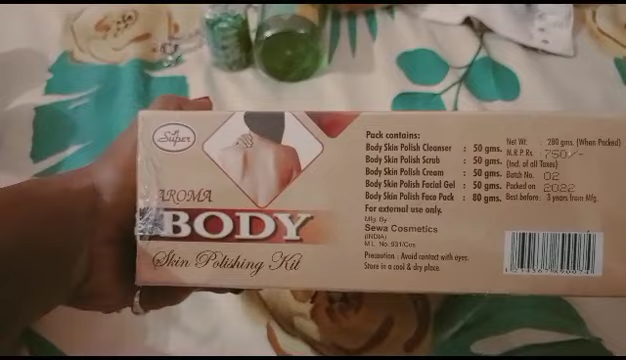 Super
AROMA
BODY
Skin Polishing Kit
Pack contains:
Body Skin Polish Cleanser : 50 gms.
Body Skin Polish Scrub : 50 gms.
Body Skin Polish Cream : 50 gms.
Body Skin Polish Facial Gel : 50 gms.
Body Skin Polish Face Pack : 80 gms.
For external use only.
Mfg. By
Sewa Cosmetics
(INDIA)
M.L. No. 931/Cos
Precaution : Avoid contact with eyes.
Store in a cool & dry place.
Net Wt. : 280 gms. (When Packed)
M.R.P. Rs. : 750/-
(Incl. of all Taxes)
Batch No. 02
Packed on 2022
Best before: 3 years from Mfg.